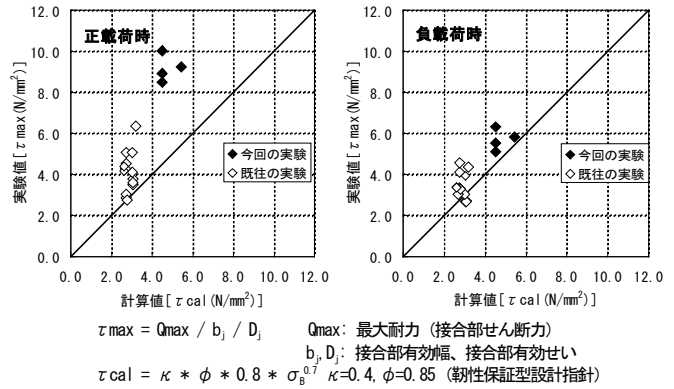 12.0
10.0
8.0
6.0
4.0
2.0
0.0
実験値[τmax(N/mm²)]
正載荷時
◆今回の実験
◇既往の実験
0.0 2.0 4.0 6.0 8.0 10.0 12.0
計算値[τcal(N/mm²)]
12.0
10.0
8.0
6.0
4.0
2.0
0.0
実験値[τmax(N/mm²)]
負載荷時
◆今回の実験
◇既往の実験
0.0 2.0 4.0 6.0 8.0 10.0 12.0
計算値[τcal(N/mm²)]
τmax = Qmax / bj / Dj Qmax: 最大耐力（接合部せん断力）
bj,Dj: 接合部有効幅、接合部有効せい
τcal = κ * φ * 0.8 * σB^0.7 κ=0.4, φ=0.85（靭性保証型設計指針）